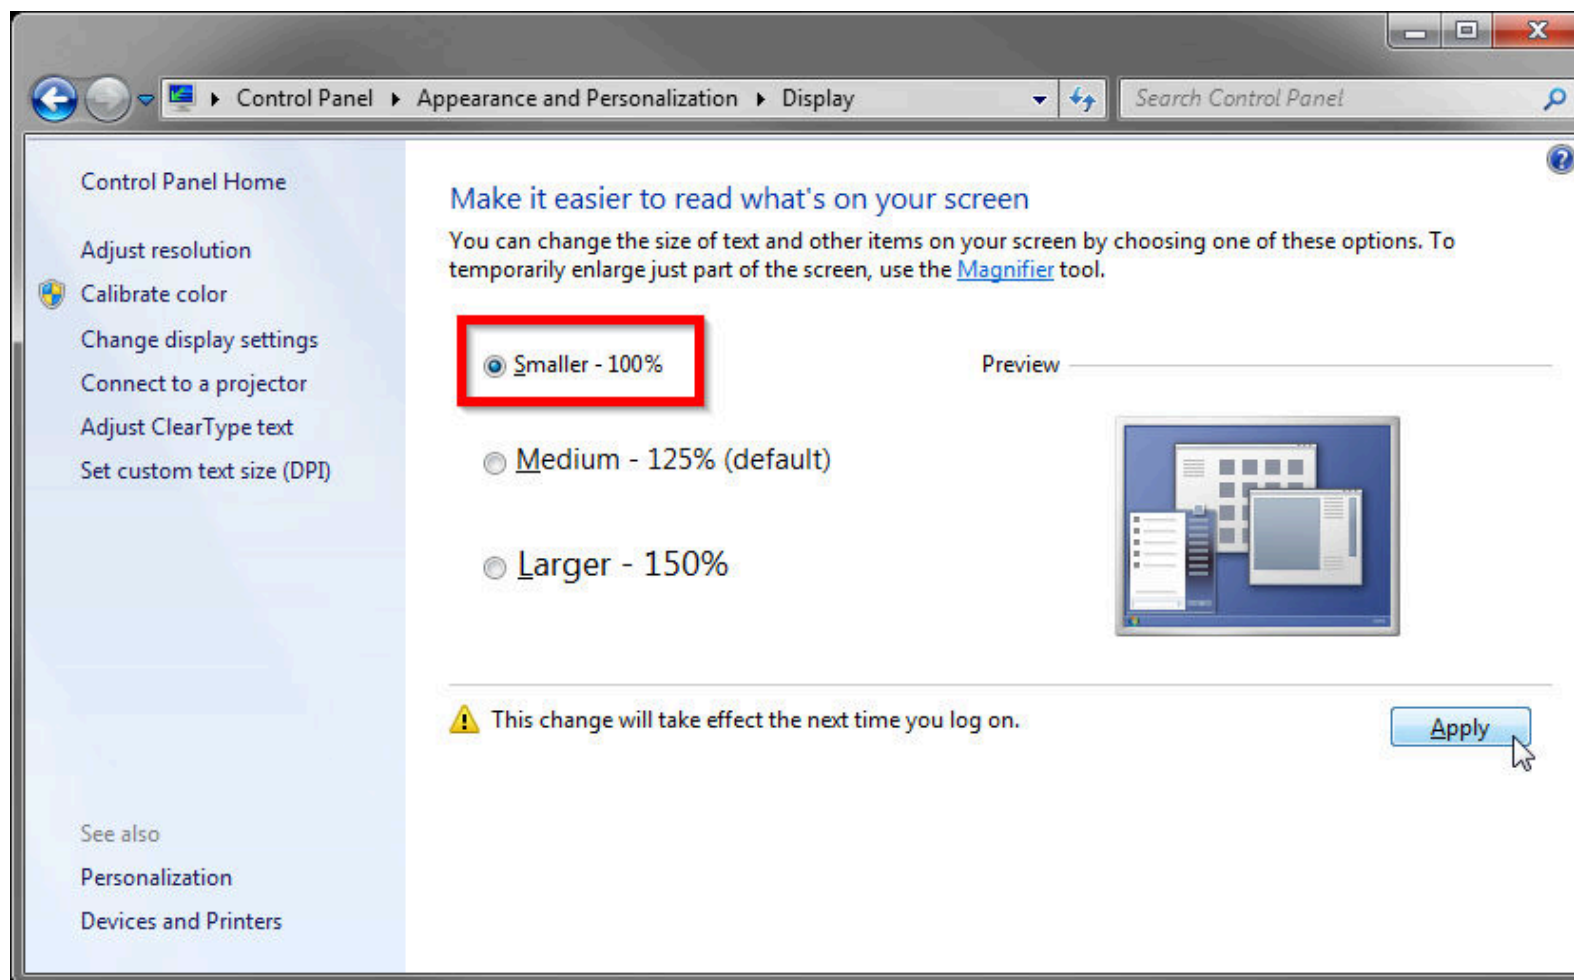 Control Panel Appearance and Personalization Display
Search Control Panel
Control Panel Home
Adjust resolution
Calibrate color
Change display settings
Connect to a projector
Adjust ClearType text
Set custom text size (DPI)
See also
Personalization
Devices and Printers
Make it easier to read what's on your screen
You can change the size of text and other items on your screen by choosing one of these options. To
temporarily enlarge just part of the screen, use the Magnifier tool.
Smaller - 100%
Preview
Medium - 125% (default)
Larger - 150%
This change will take effect the next time you log on.
Apply